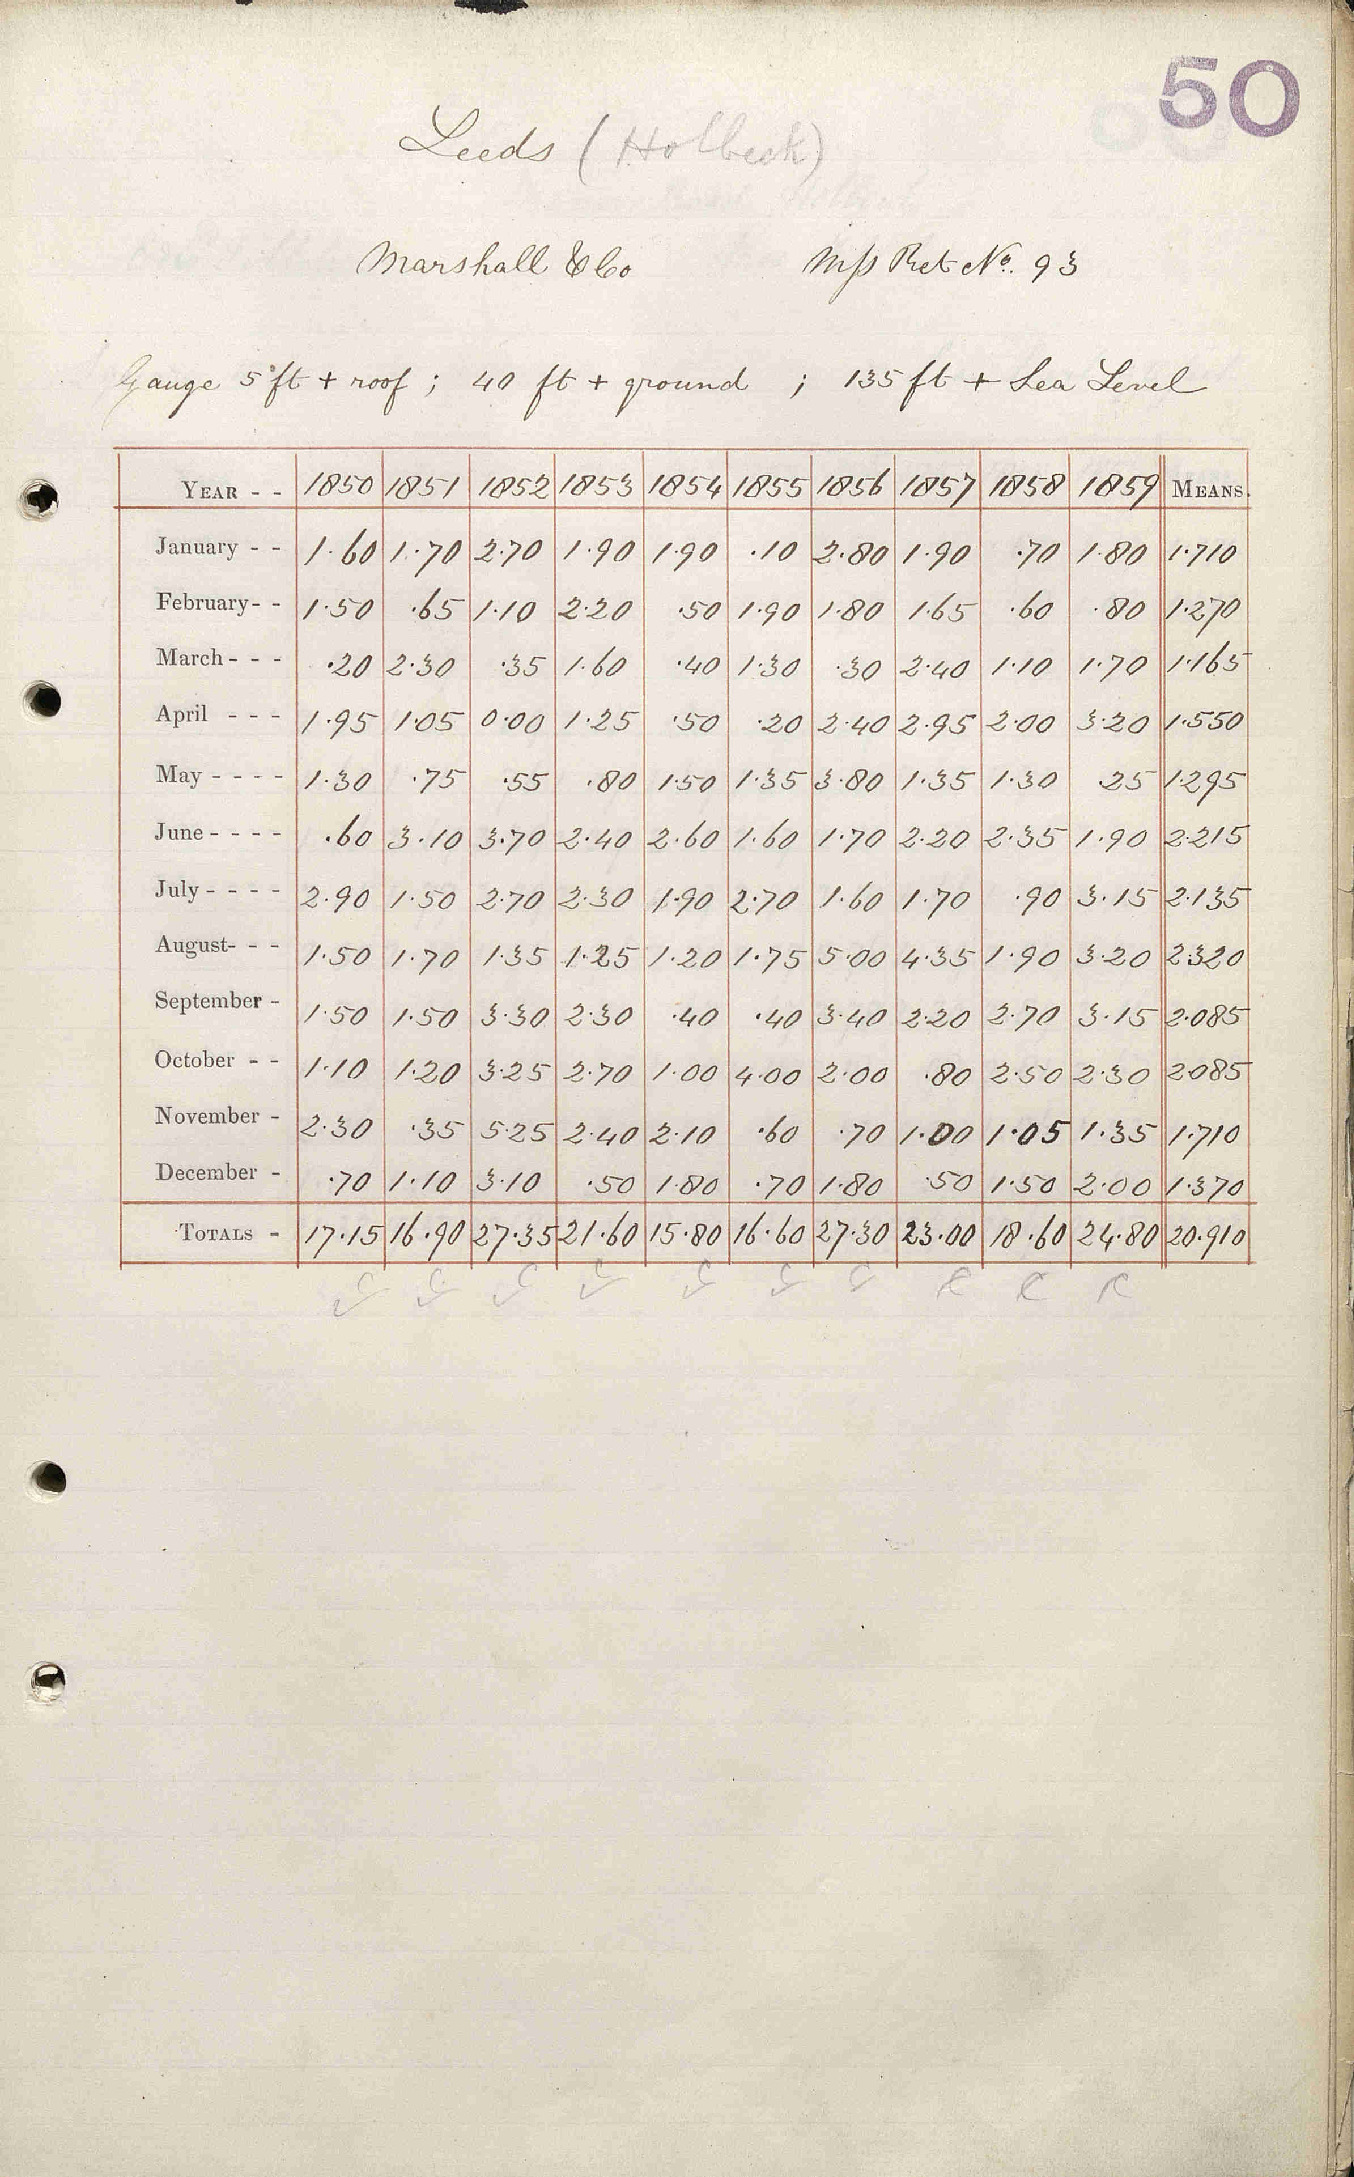 50
Leeds (Holbeck)
Marshall & Co Mss Ret No. 93
Gauge 5 ft + roof ; 40 ft + ground ; 135 ft + Sea Level
YEAR - - 1850 1851 1852 1853 1854 1855 1856 1857 1858 1859 MEANS.
January - - 1.60 1.70 2.70 1.90 1.90 .10 2.80 1.90 .70 1.80 1.710
February - - 1.50 .65 1.10 2.20 .50 1.90 1.80 1.65 .60 .80 1.270
March - - - .20 2.30 .35 1.60 .40 1.30 .30 2.40 1.10 1.70 1.165
April - - - 1.95 1.05 0.00 1.25 .50 .20 2.40 2.95 2.00 3.20 1.550
May - - - - 1.30 .75 .55 .80 1.50 1.35 3.80 1.35 1.30 .25 1.295
June - - - - .60 3.10 3.70 2.40 2.60 1.60 1.70 2.20 2.35 1.90 2.215
July - - - - 2.90 1.50 2.70 2.30 1.90 2.70 1.60 1.70 .90 3.15 2.135
August - - - 1.50 1.70 1.35 1.25 1.20 1.75 5.00 4.35 1.90 3.20 2.320
September - 1.50 1.50 3.30 2.30 .40 .40 3.40 2.20 2.70 3.15 2.085
October - - 1.10 1.20 3.25 2.70 1.00 4.00 2.00 .80 2.50 2.30 2.085
November - 2.30 .35 5.25 2.40 2.10 .60 .70 1.00 1.05 1.35 1.710
December - .70 1.10 3.10 .50 1.80 .70 1.80 .50 1.50 2.00 1.370
TOTALS - 17.15 16.90 27.35 21.60 15.80 16.60 27.30 23.00 18.60 24.80 20.910